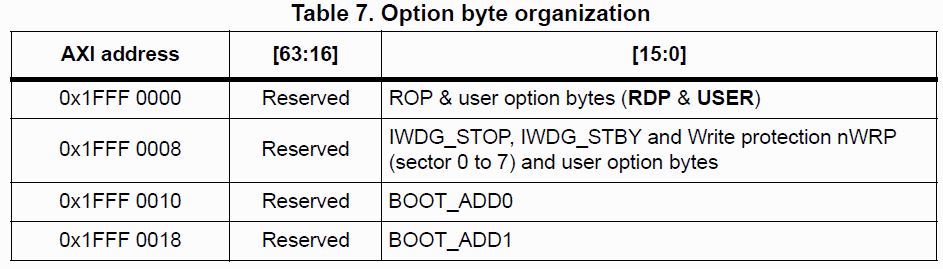 Table 7. Option byte organization
AXI address [63:16] [15:0]
0x1FFF 0000 Reserved ROP & user option bytes (RDP & USER)
0x1FFF 0008 Reserved IWDG_STOP, IWDG_STBY and Write protection nWRP
(sector 0 to 7) and user option bytes
0x1FFF 0010 Reserved BOOT_ADD0
0x1FFF 0018 Reserved BOOT_ADD1